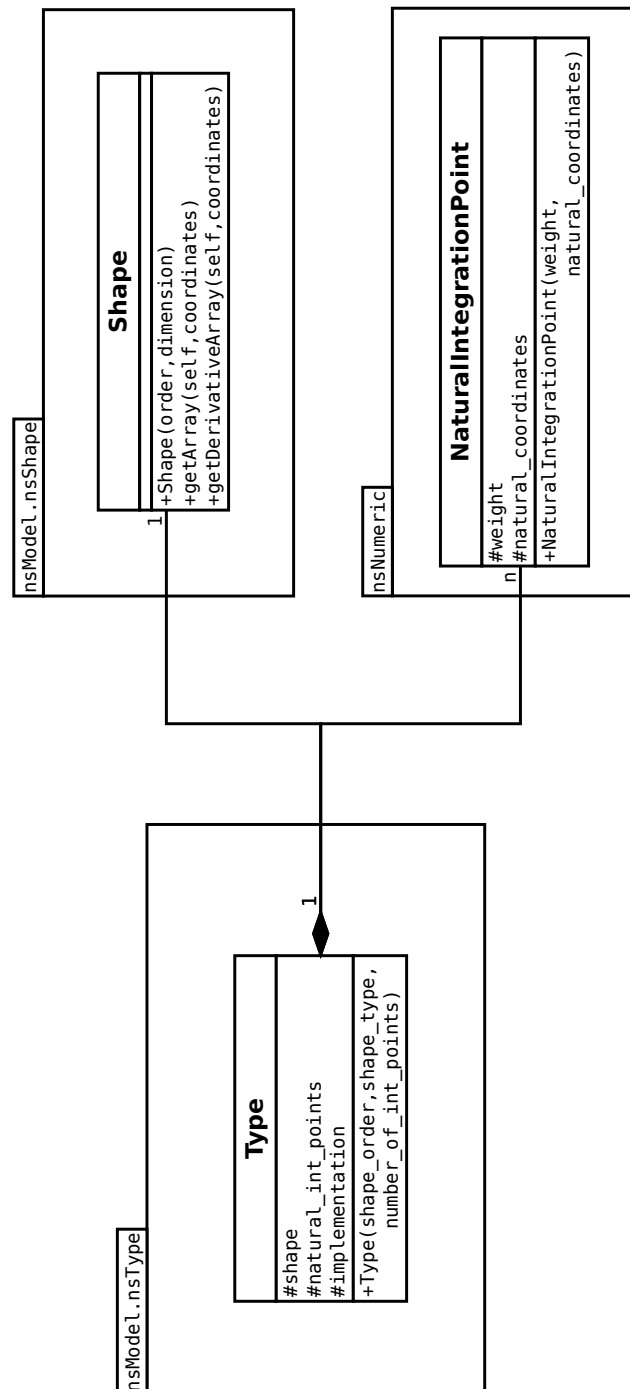 nsModel.nsType
Type
#shape
#natural_int_points
#implementation
+Type(shape_order,shape_type,
number_of_int_points)
1
nsModel.nsShape
Shape
+Shape(order,dimension)
+getArray(self,coordinates)
+getDerivativeArray(self,coordinates)
1
nsNumeric
NaturalIntegrationPoint
#weight
#natural_coordinates
+NaturalIntegrationPoint(weight,
natural_coordinates)
n